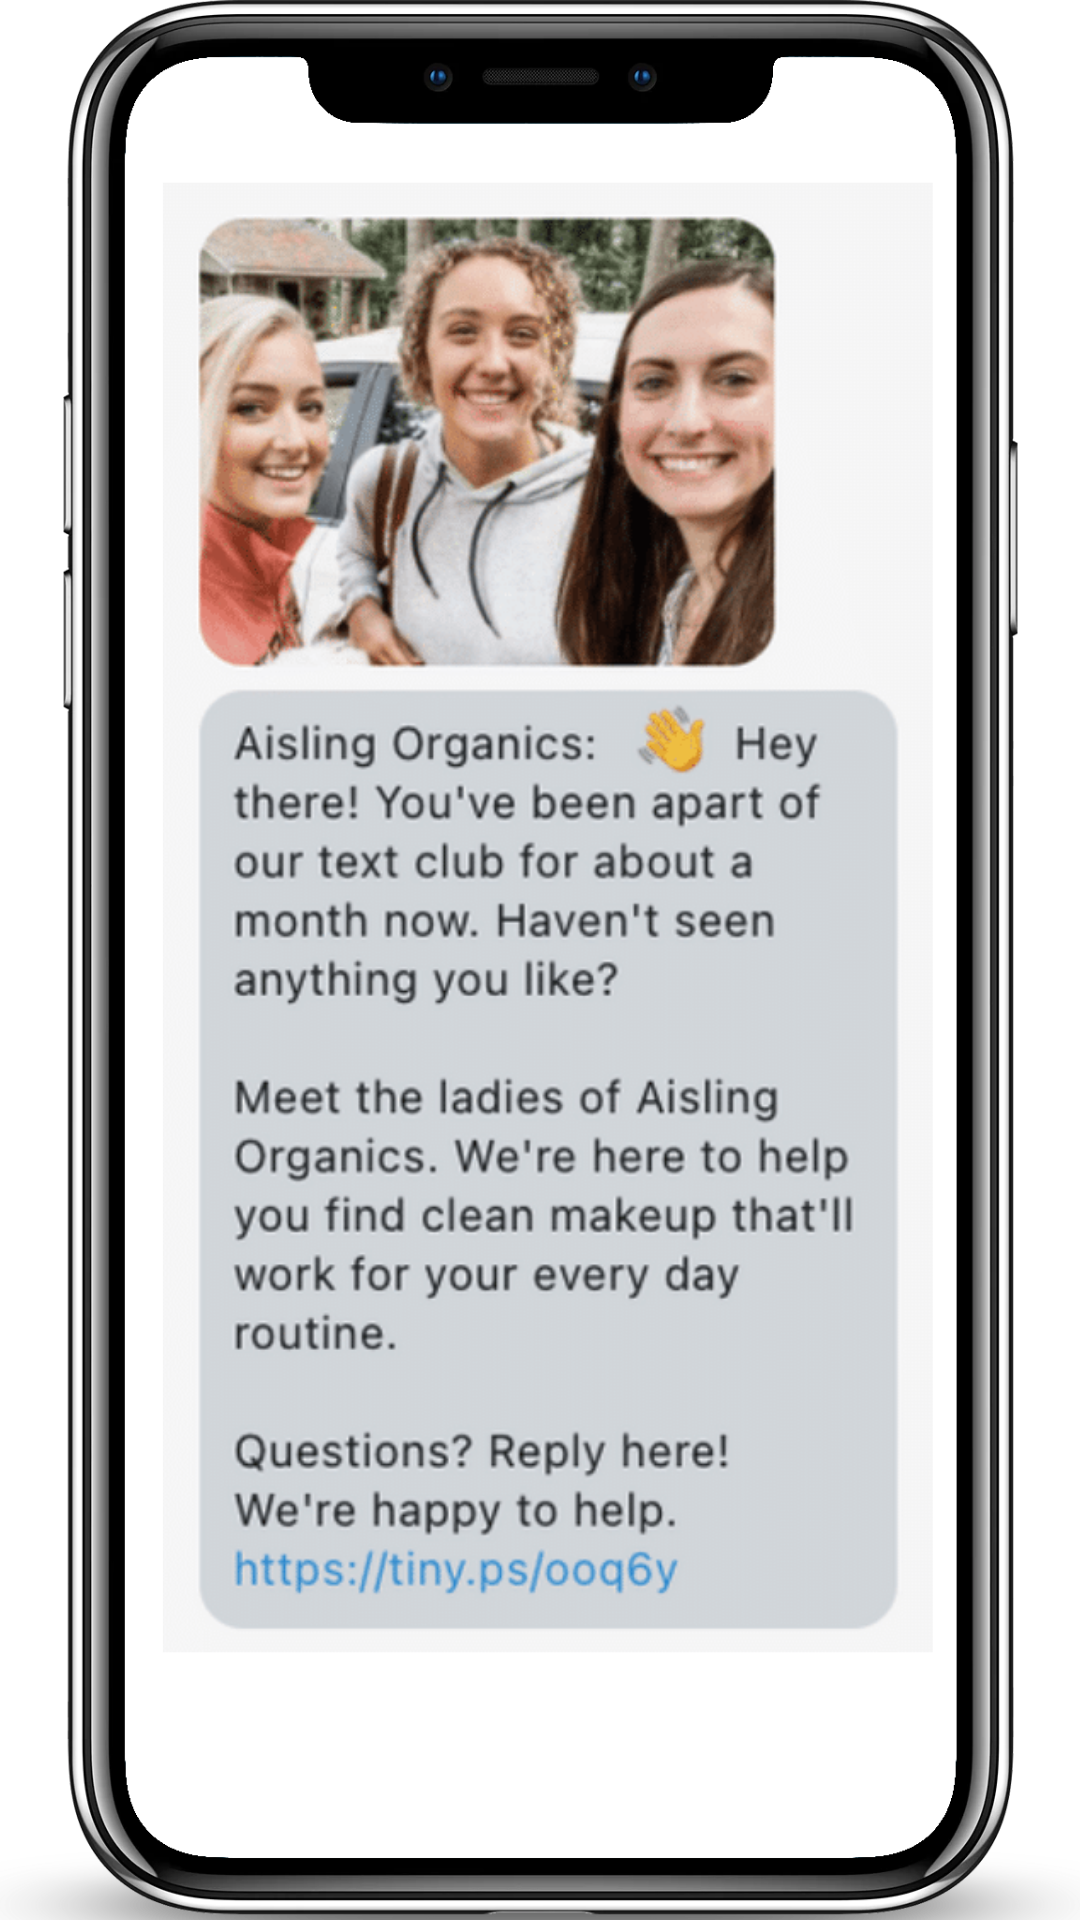 Aisling Organics: 👋 Hey
there! You've been apart of
our text club for about a
month now. Haven't seen
anything you like?
Meet the ladies of Aisling
Organics. We're here to help
you find clean makeup that'll
work for your every day
routine.
Questions? Reply here!
We're happy to help.
https://tiny.ps/ooq6y